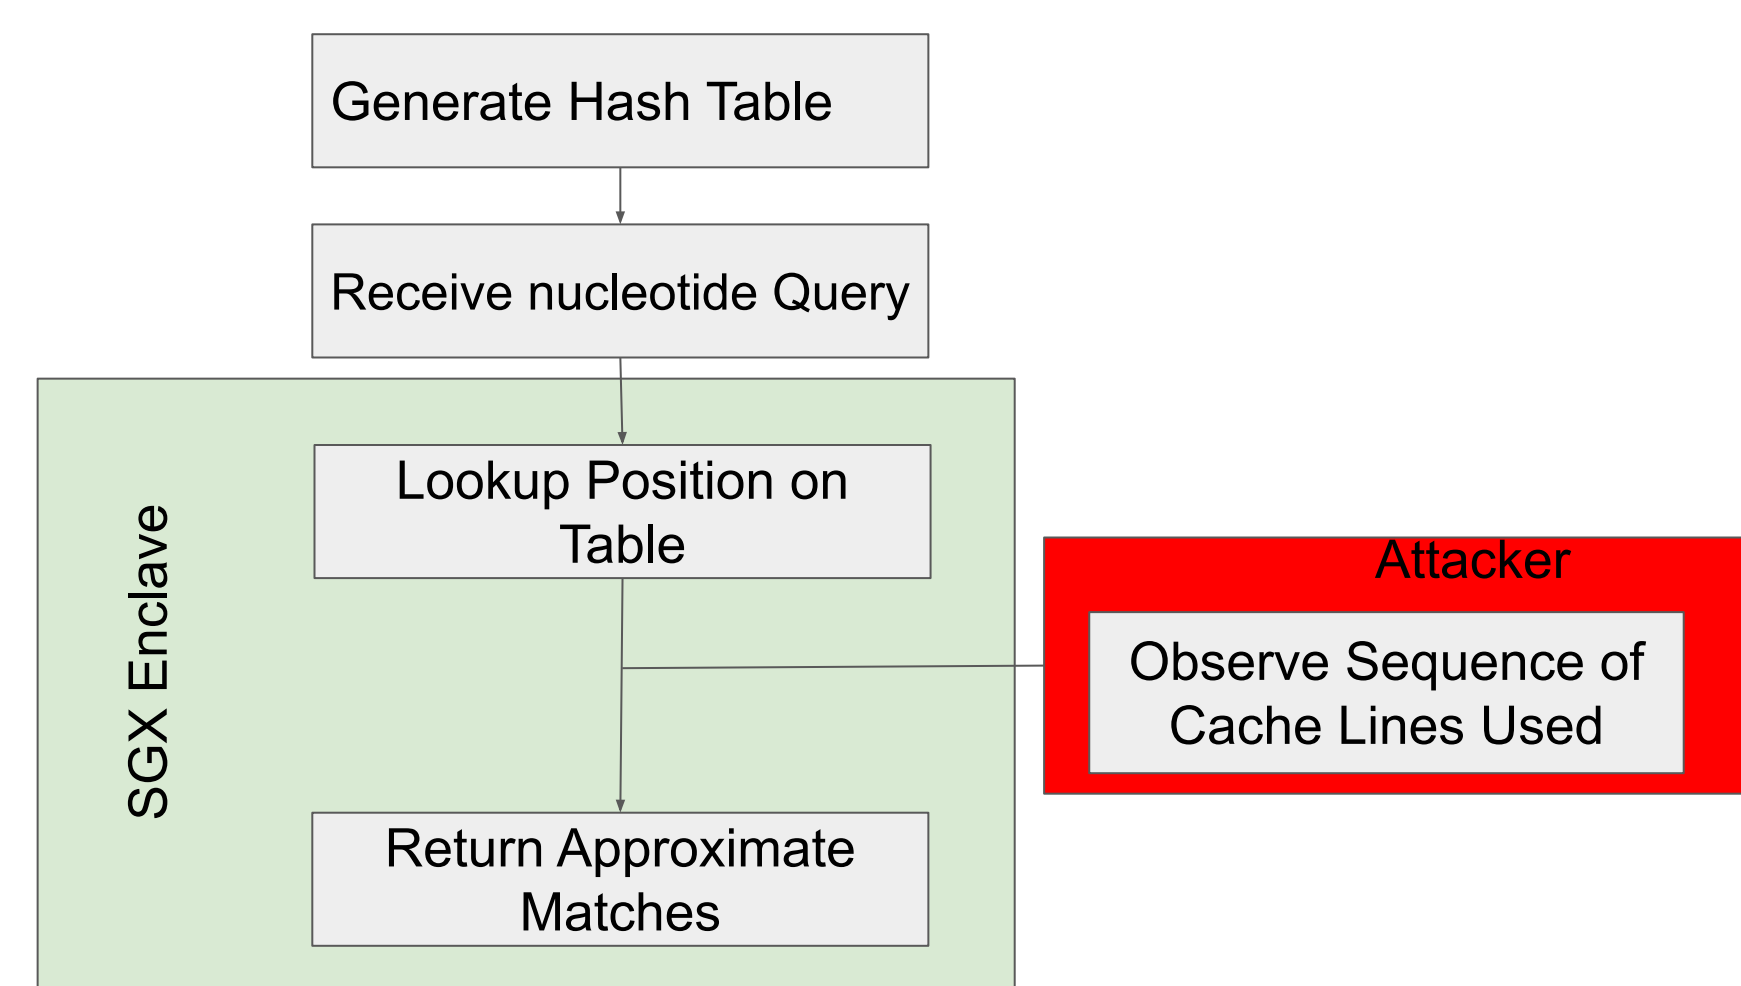 Generate Hash Table
Receive nucleotide Query
Lookup Position on
Table
SGX Enclave
Attacker
Observe Sequence of
Cache Lines Used
Return Approximate
Matches